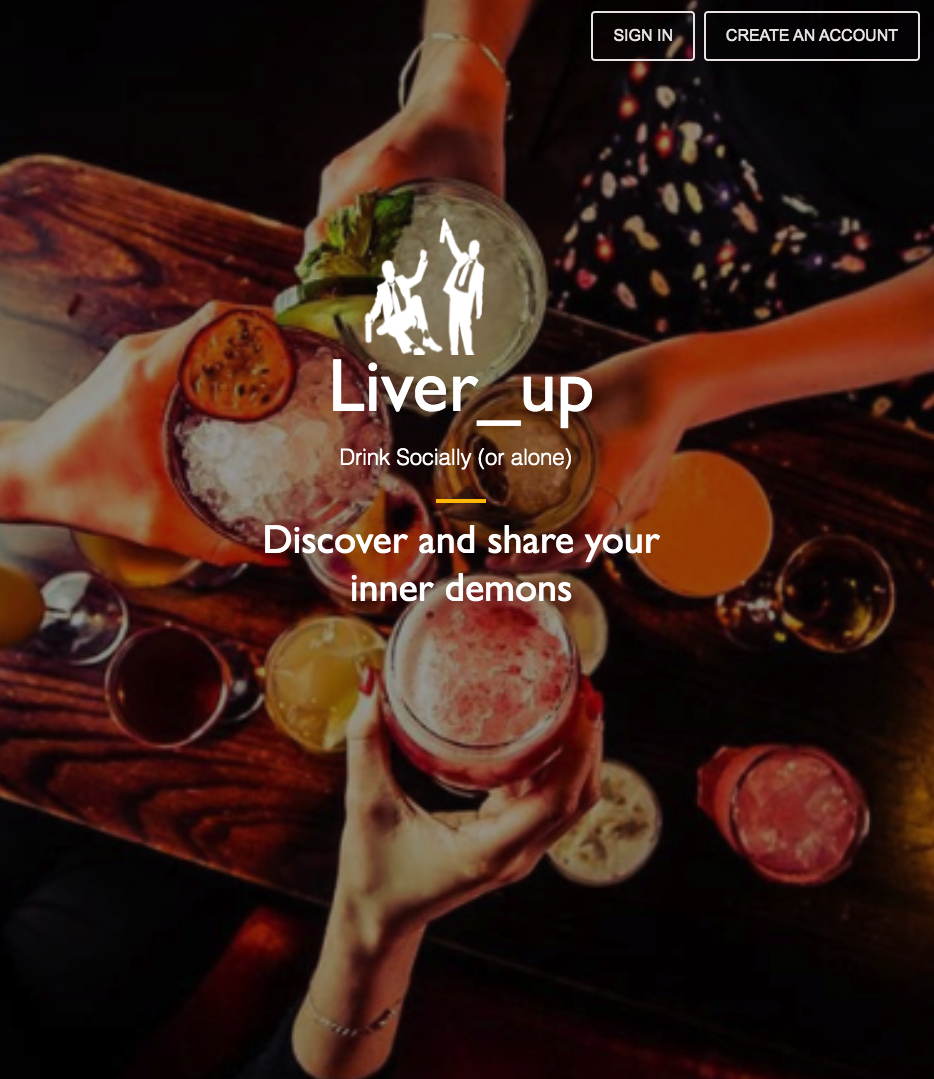 SIGN IN
CREATE AN ACCOUNT
Liver_up
Drink Socially (or alone)
Discover and share your
inner demons